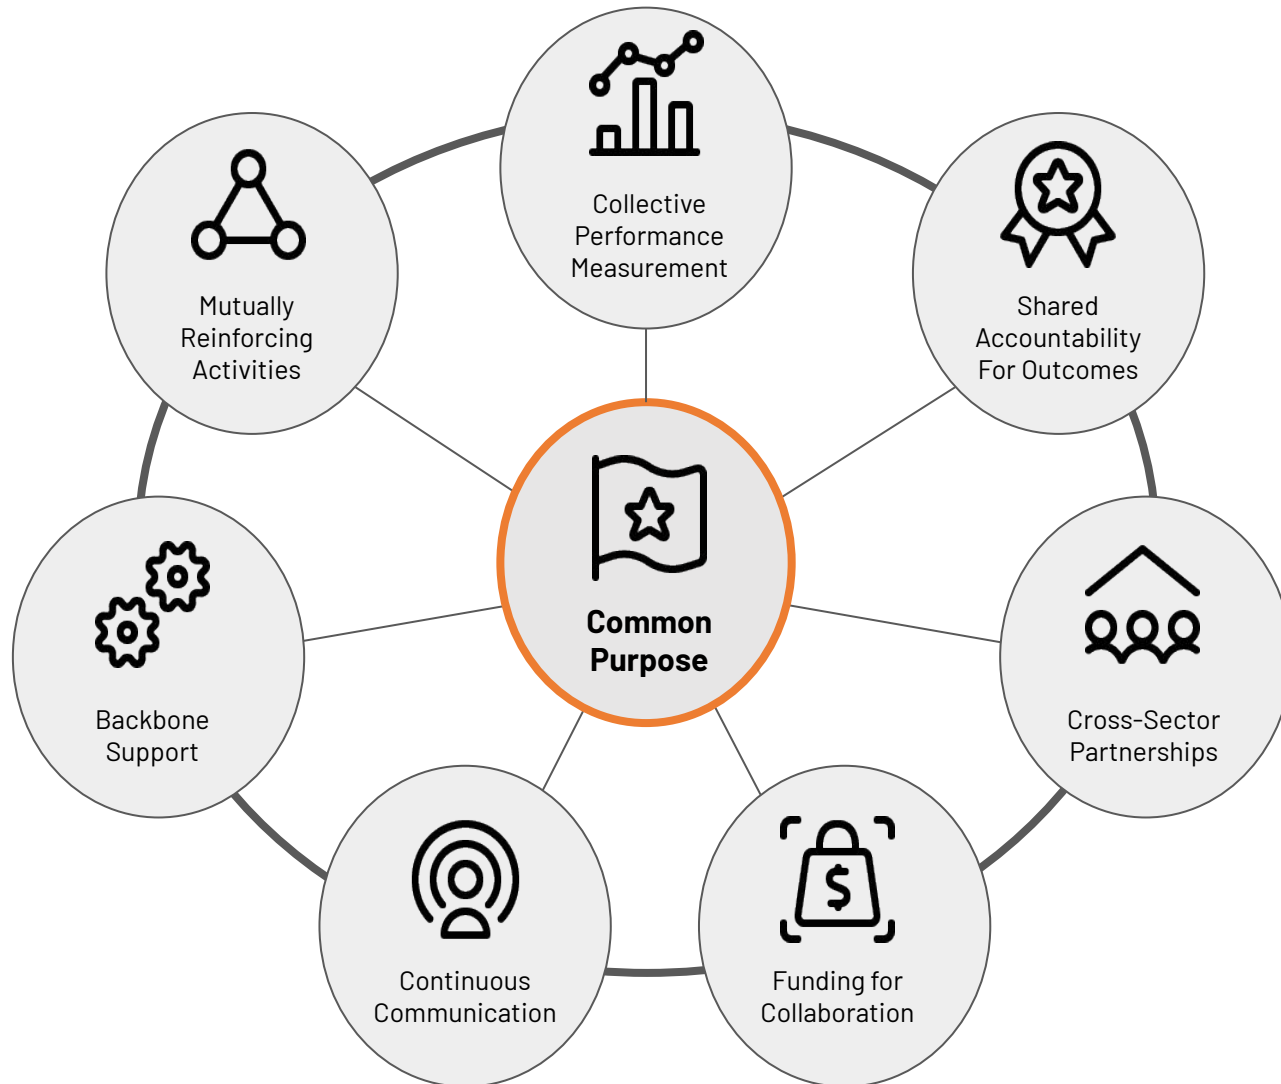 Collective
Performance
Measurement
Mutually
Reinforcing
Activities
Shared
Accountability
For Outcomes
Common
Purpose
Backbone
Support
Cross-Sector
Partnerships
$
Continuous
Communication
Funding for
Collaboration